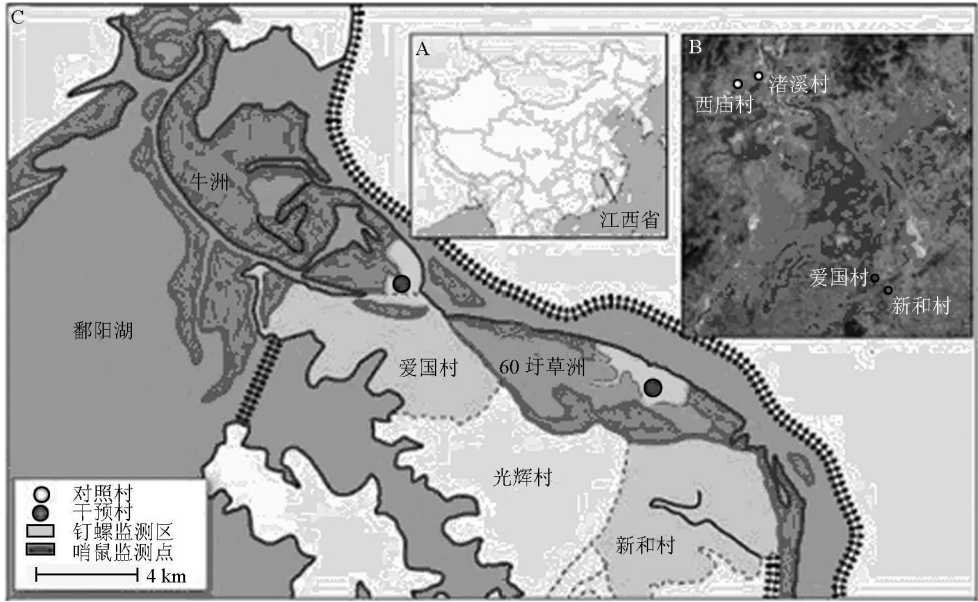 C
A
江西省
B
渚溪村
西庙村
爱国村
新和村
牛洲
鄱阳湖
爱国村
60 圩草洲
光辉村
新和村
对照村
干预村
钉螺监测区
哨鼠监测点
4 km